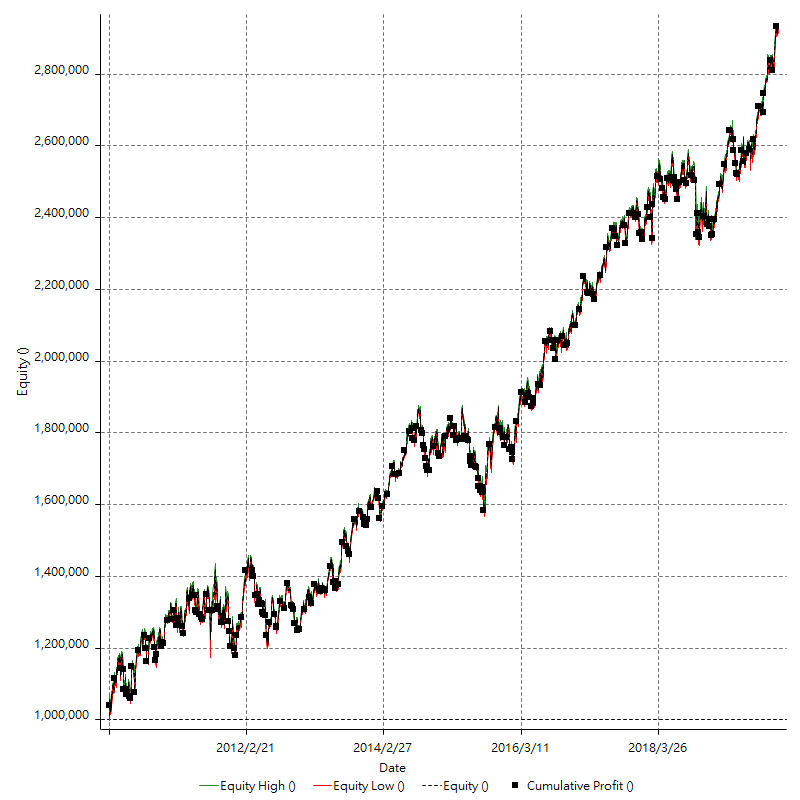 2,800,000
2,600,000
2,400,000
2,200,000
2,000,000
1,800,000
1,600,000
1,400,000
1,200,000
1,000,000
Equity ()
2012/2/21 2014/2/27 2016/3/11 2018/3/26
Date
Equity High () Equity Low () Equity () Cumulative Profit ()